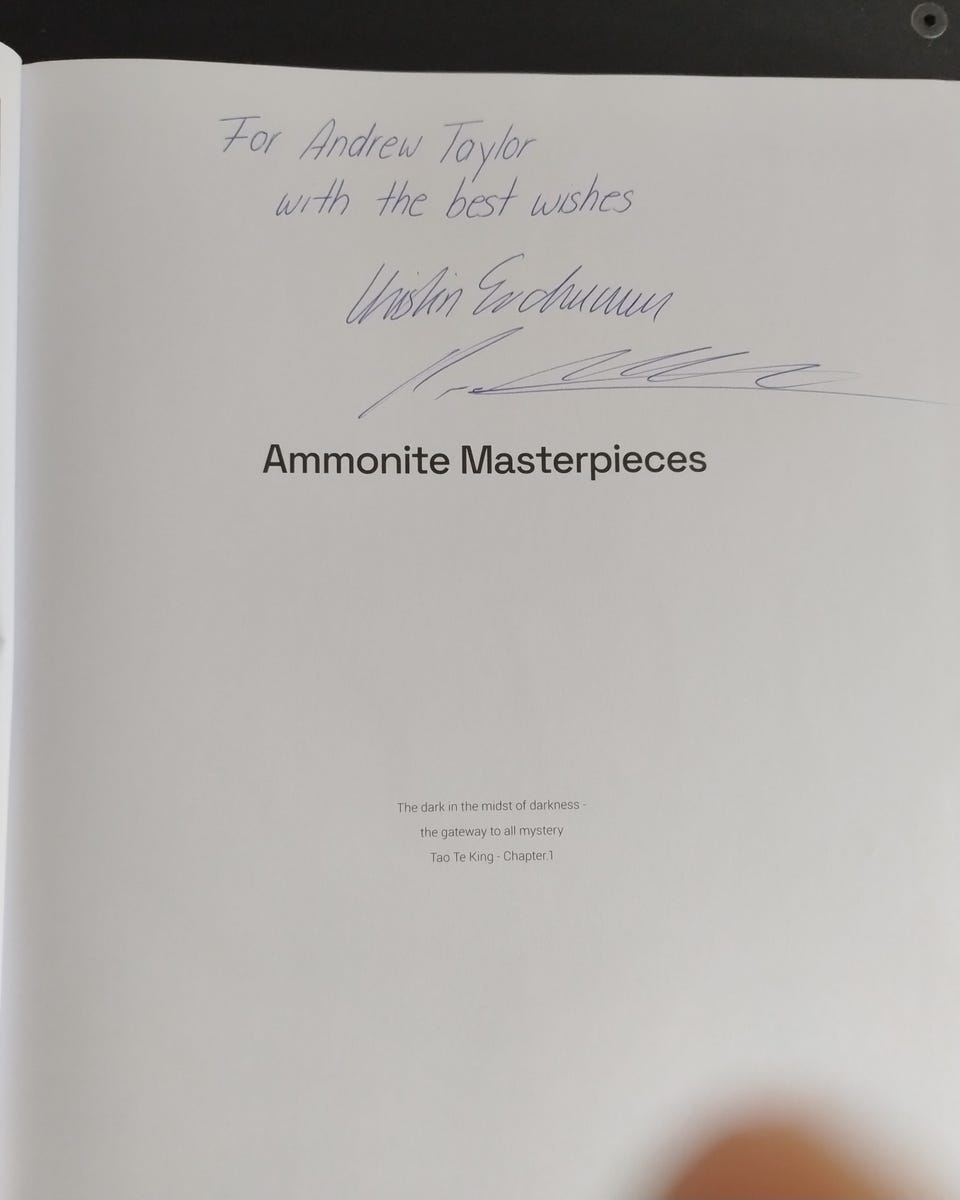 For Andrew Taylor
with the best wishes
Ammonite Masterpieces
The dark in the midst of darkness -
the gateway to all mystery
Tao Te King - Chapter.1